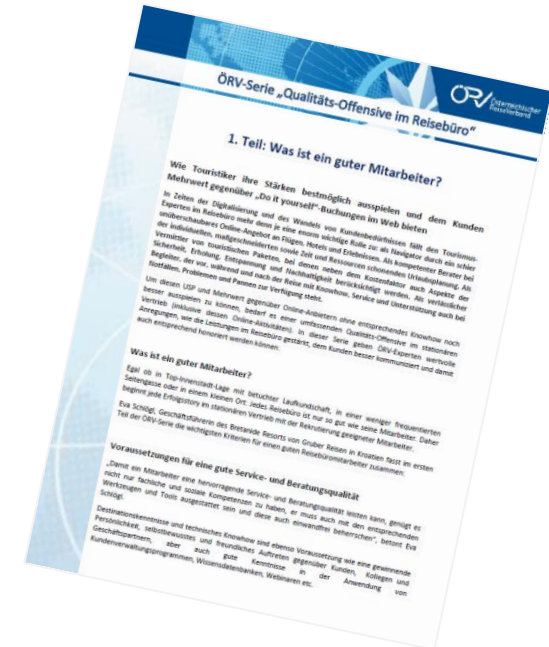 ÖRV Österreichischer
ReiseVerband
ÖRV-Serie „Qualitäts-Offensive im Reisebüro“
1. Teil: Was ist ein guter Mitarbeiter?
Wie Touristiker ihre Stärken bestmöglich ausspielen und dem Kunden
Mehrwert gegenüber „Do it yourself“-Buchungen im Web bieten
In Zeiten der Digitalisierung und des Wandels von Kundenbedürfnissen fällt den Tourismus-
Experten im Reisebüro mehr denn je eine enorm wichtige Rolle zu: als Navigator durch ein schier
unüberschaubares Online-Angebot an Flügen, Hotels und Erlebnissen. Als kompetenter Berater bei
der individuellen, maßgeschneiderten sowie Zeit und Ressourcen schonenden Urlaubsplanung. Als
Vermittler von touristischen Paketen, bei denen neben dem Kostenfaktor auch Aspekte der
Sicherheit, Erholung, Entspannung und Nachhaltigkeit berücksichtigt werden. Als verlässlicher
Begleiter, der vor, während und nach der Reise mit Knowhow, Service und Unterstützung auch bei
Notfällen, Problemen und Pannen zur Verfügung steht.
Um diesen USP und Mehrwert gegenüber Online-Anbietern ohne entsprechendes Knowhow noch
besser ausspielen zu können, bedarf es einer umfassenden Qualitäts-Offensive im stationären
Vertrieb (inklusive dessen Online-Aktivitäten). In dieser Serie geben ÖRV-Experten wertvolle
Anregungen, wie die Leistungen im Reisebüro gestärkt, dem Kunden besser kommuniziert und damit
auch entsprechend honoriert werden können:
Was ist ein guter Mitarbeiter?
Egal ob in Top-Innenstadt-Lage mit betuchter Laufkundschaft, in einer weniger frequentierten
Seitengasse oder in einem kleinen Ort: Jedes Reisebüro ist nur so gut wie seine Mitarbeiter. Daher
beginnt jede Erfolgsstory im stationären Vertrieb mit der Rekrutierung geeigneter Mitarbeiter.
Eva Schlögl, Geschäftsführerin des Bretanide Resorts von Gruber Reisen in Kroatien fasst im ersten
Teil der ÖRV-Serie die wichtigsten Kriterien für einen guten Reisebüromitarbeiter zusammen:
Voraussetzungen für eine gute Service- und Beratungsqualität
„Damit ein Mitarbeiter eine hervorragende Service- und Beratungsqualität leisten kann, genügt es
nicht nur fachliche und soziale Kompetenzen zu haben, er muss auch mit den entsprechenden
Werkzeugen und Tools ausgestattet sein und diese auch einwandfrei beherrschen“, betont Eva
Schlögl.
Destinationskenntnisse und technisches Knowhow sind ebenso Voraussetzung wie eine gewinnende
Persönlichkeit, selbstbewusstes und freundliches Auftreten gegenüber Kunden, Kollegen und
Geschäftspartnern, aber auch gute Kenntnisse in der Anwendung von
Kundenverwaltungsprogrammen, Wissensdatenbanken, Webinaren etc.